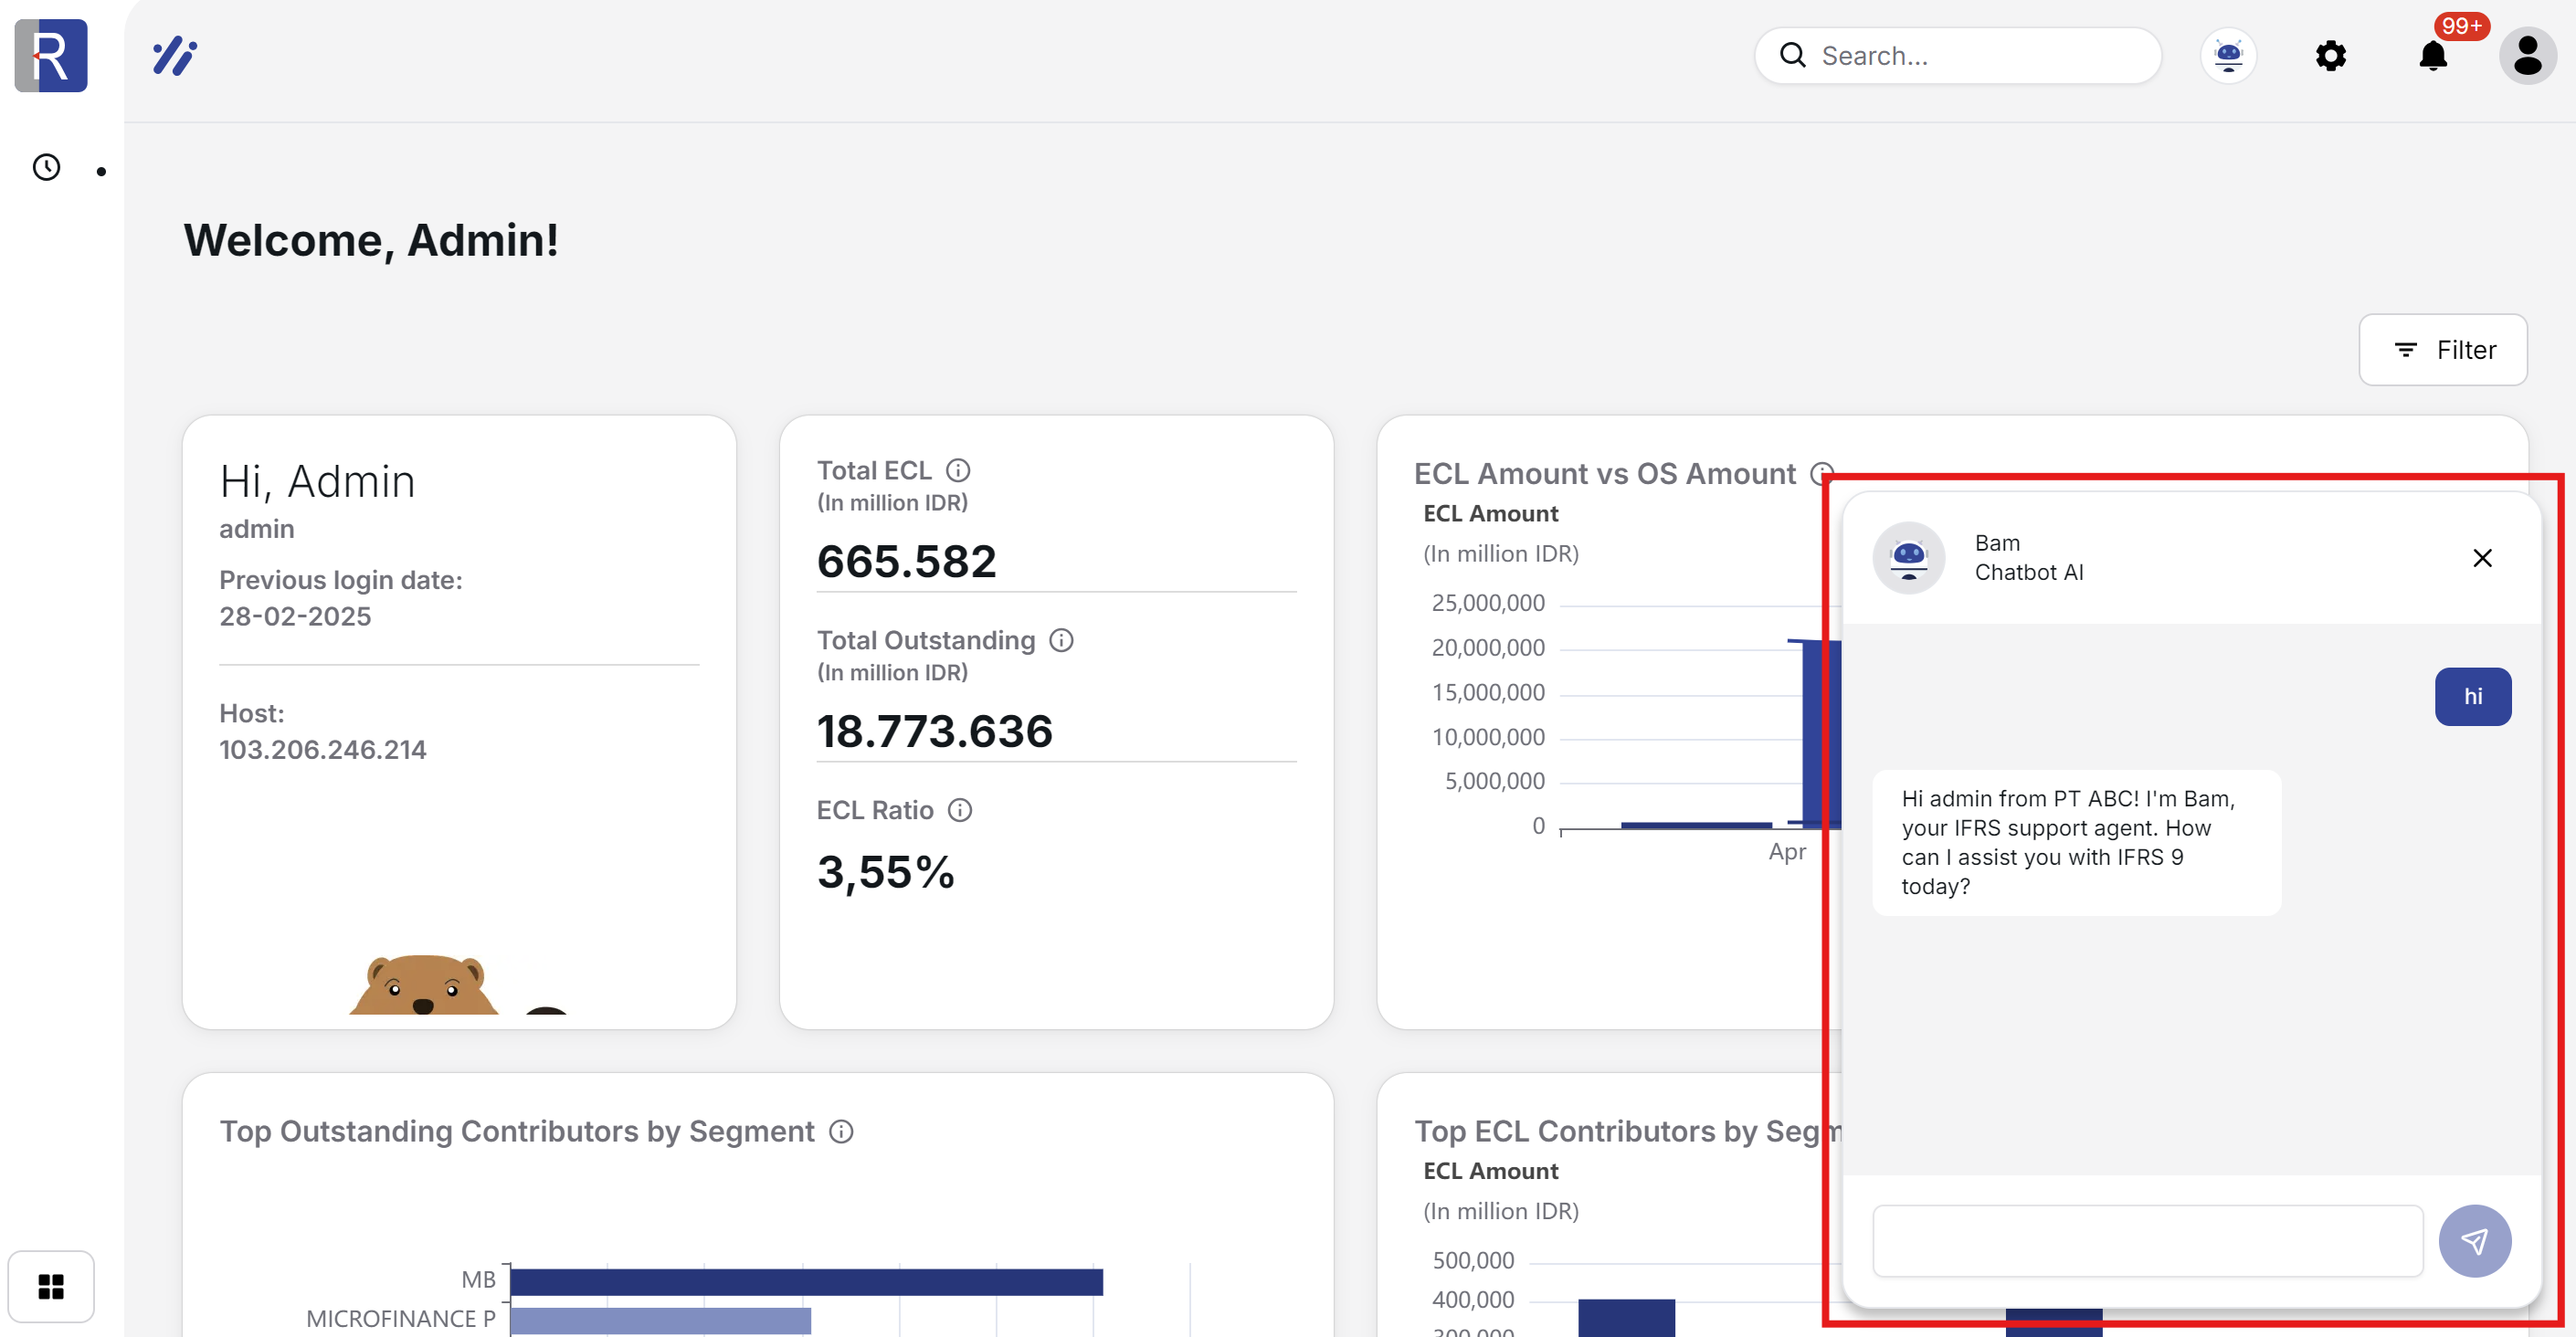 R
Search...
99+
Welcome, Admin!
Filter
Hi, Admin
admin
Previous login date:
28-02-2025
Host:
103.206.246.214
Total ECL
(In million IDR)
665.582
Total Outstanding
(In million IDR)
18.773.636
ECL Ratio
3,55%
ECL Amount vs OS Amount
ECL Amount
(In million IDR)
25,000,000
20,000,000
15,000,000
10,000,000
5,000,000
0
Apr
Bam
Chatbot AI
hi
Hi admin from PT ABC! I'm Bam,
your IFRS support agent. How
can I assist you with IFRS 9
today?
Top Outstanding Contributors by Segment
MB
MICROFINANCE P
Top ECL Contributors by Segm
ECL Amount
(In million IDR)
500,000
400,000
300,000